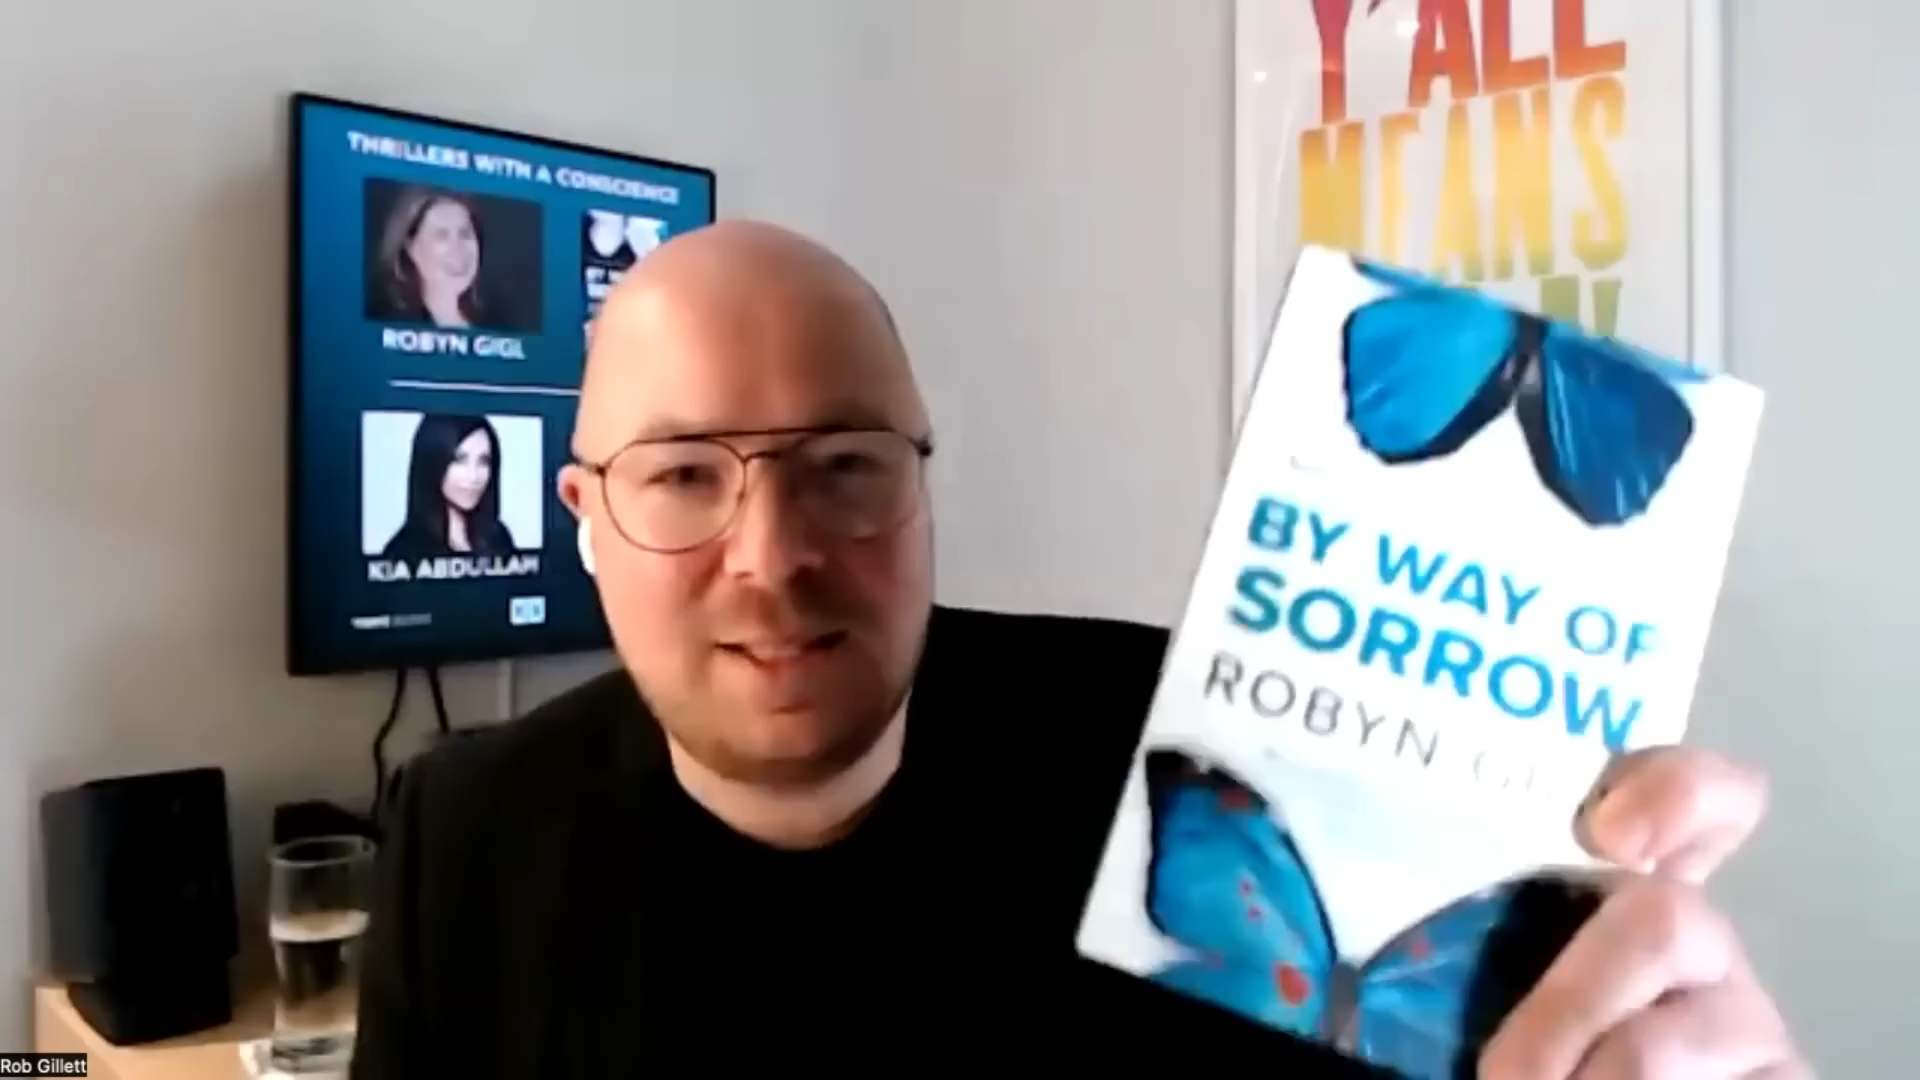 THRILLERS WITH A CONSCIENCE
ROBYN GIGL
KIA ABDULLAH
Y'ALL
MEANS
BY WAY OF
SORROW
ROBYN
Rob Gillett